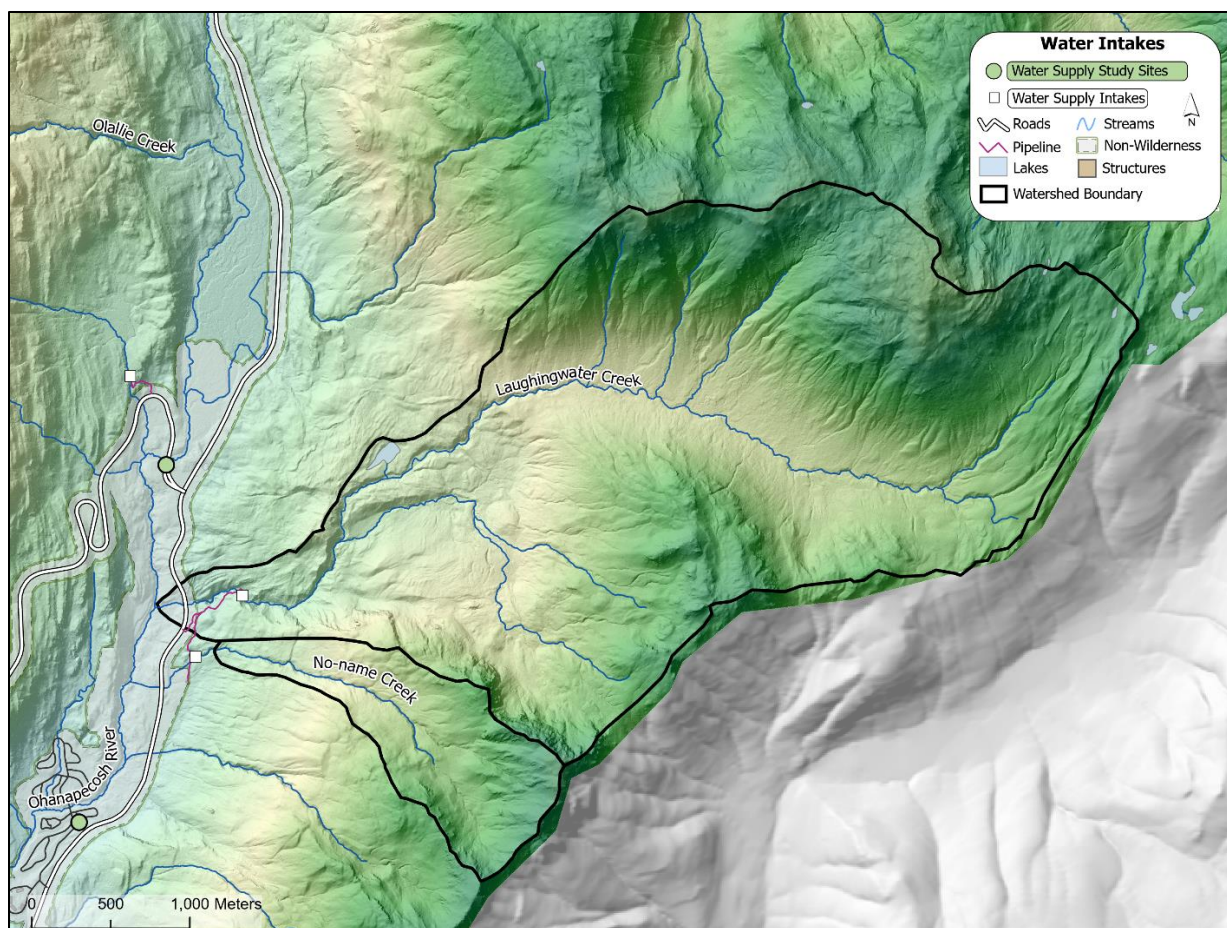 Water Intakes
Water Supply Study Sites
Water Supply Intakes
N
Roads
Streams
Pipeline
Non-Wilderness
Lakes
Structures
Watershed Boundary
Olallie Creek
Laughingwater Creek
No-name Creek
Ohanapecosh River
0 500 1,000 Meters